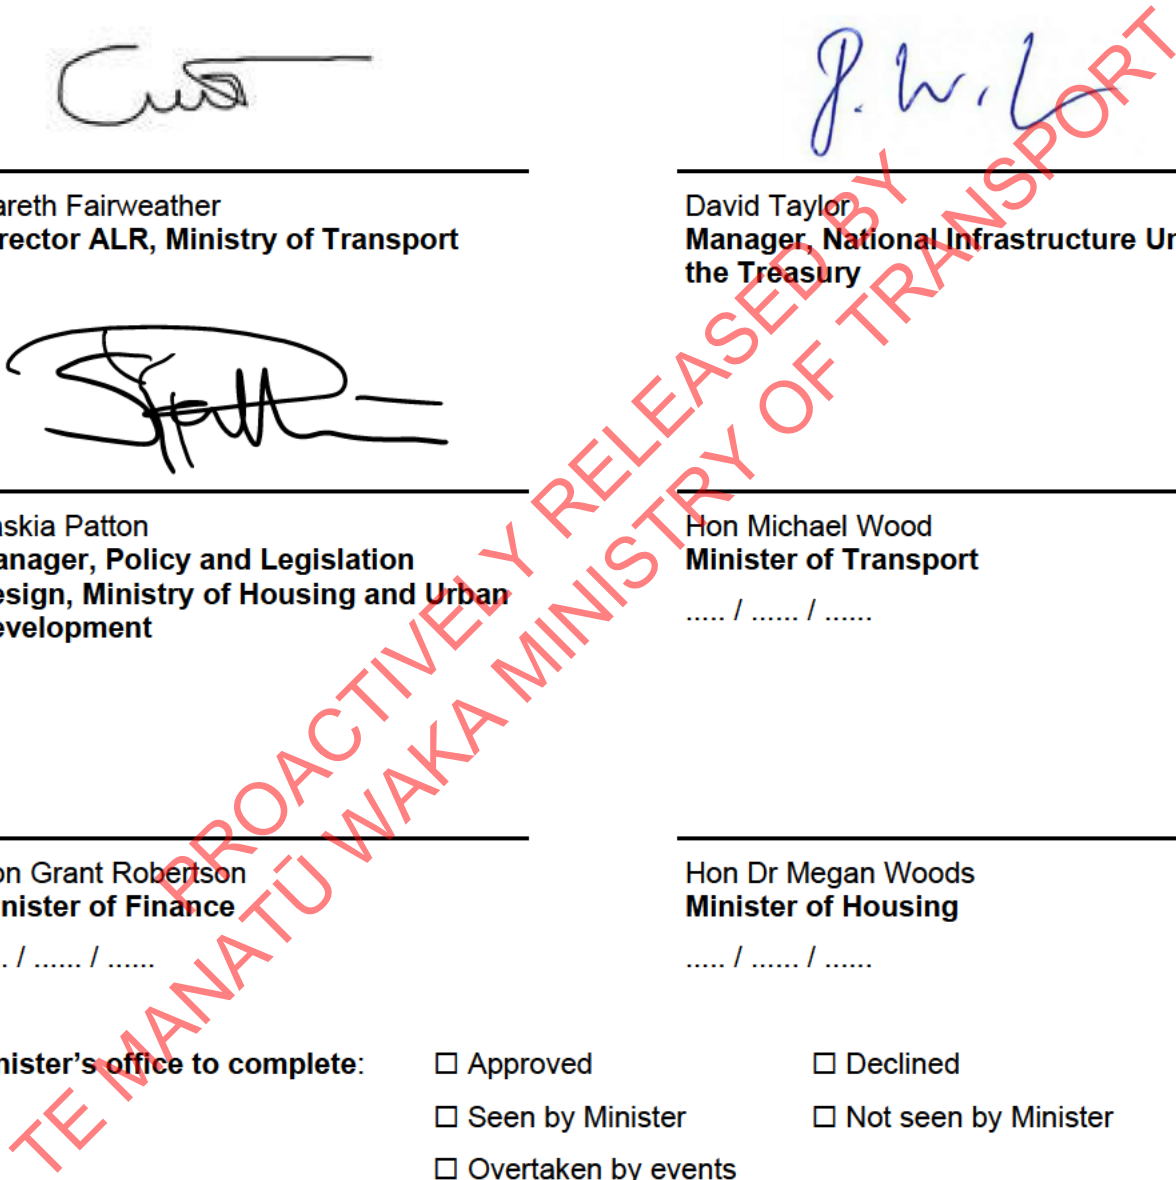 areth Fairweather
rector ALR, Ministry of Transport
David Taylor
Manager, National Infrastructure Un
the Treasury
askia Patton
anager, Policy and Legislation
esign, Ministry of Housing and Urban
evelopment
Hon Michael Wood
Minister of Transport
..... / ...... / ......
on Grant Robertson
nister of Finance
.. / ...... / ......
Hon Dr Megan Woods
Minister of Housing
..... / ...... / ......
nister’s office to complete:
☐ Approved
☐ Declined
☐ Seen by Minister
☐ Not seen by Minister
☐ Overtaken by events
PROACTIVELY RELEASED BY
TE MANATŪ WAKA MINISTRY OF TRANSPORT